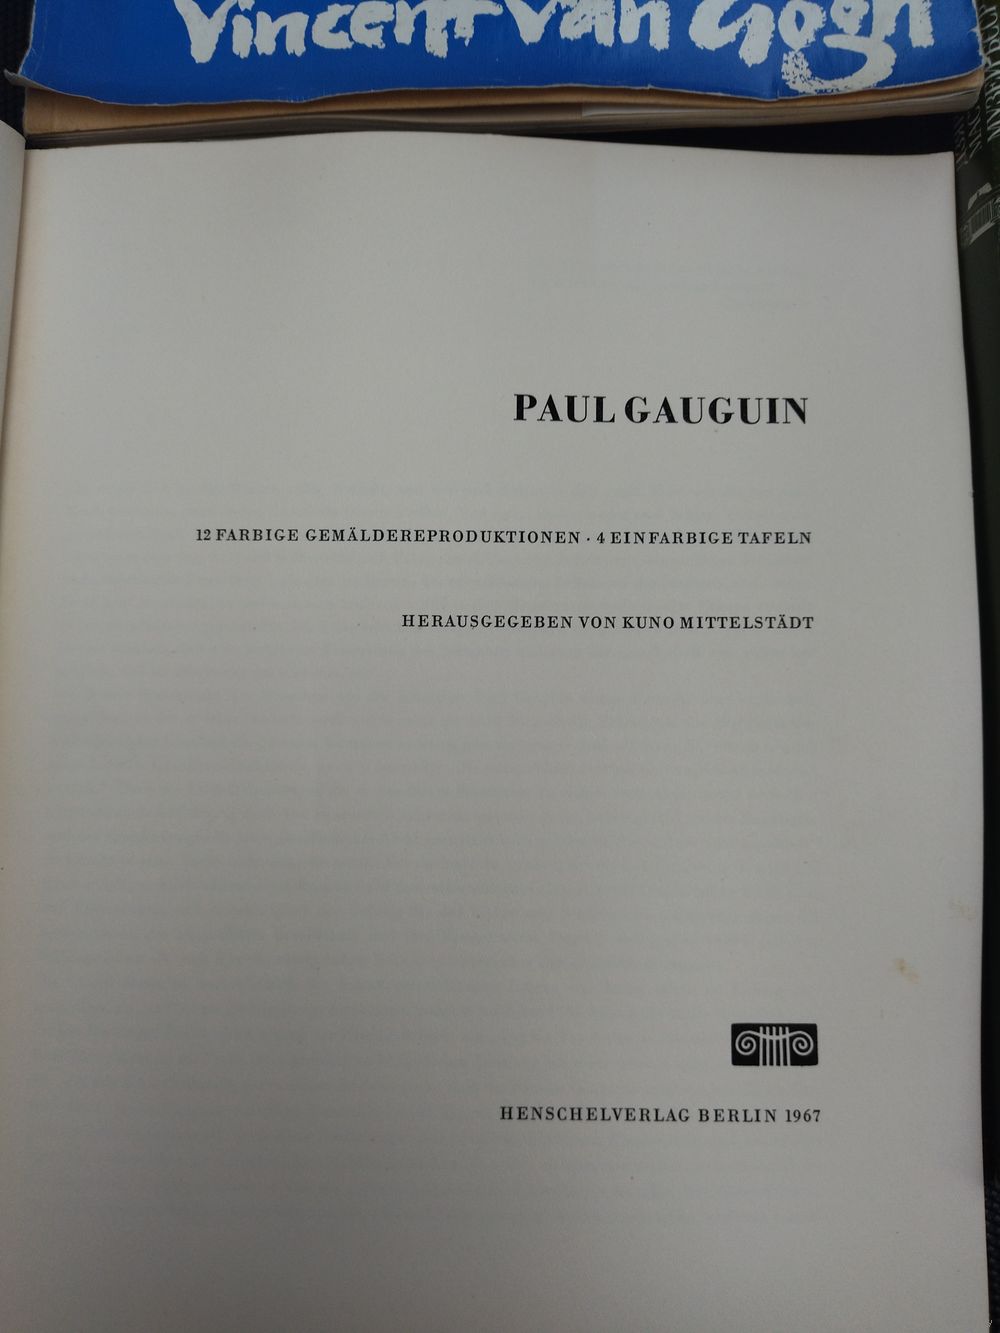 Vincent van Gogh
PAUL GAUGUIN
12 FARBIGE GEMÄLDEREPRODUKTIONEN · 4 EINFARBIGE TAFELN
HERAUSGEGEBEN VON KUNO MITTELSTÄDT
HENSCHELVERLAG BERLIN 1967